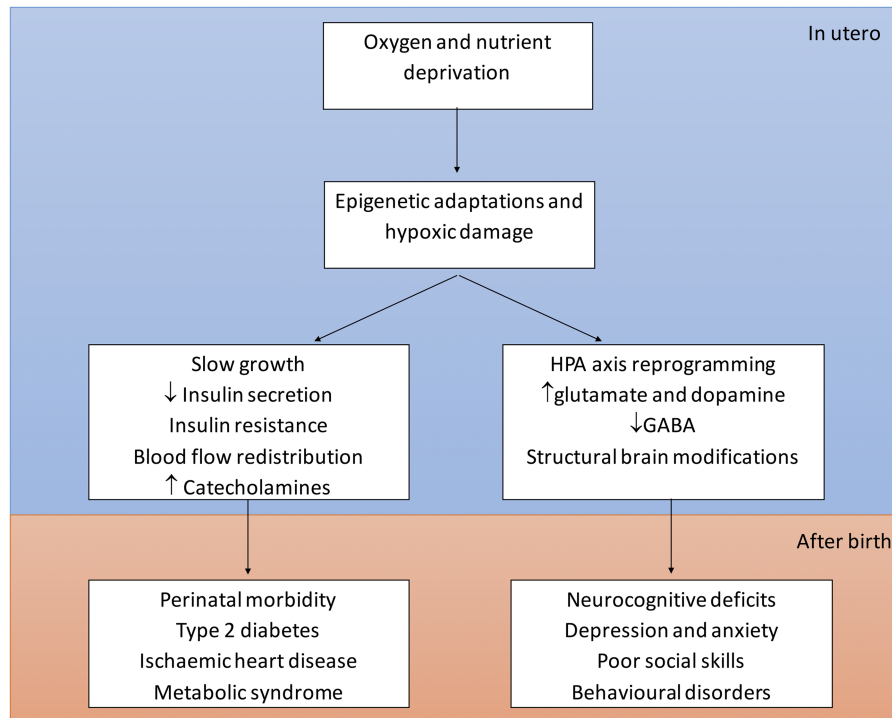 In utero
Oxygen and nutrient
deprivation
Epigenetic adaptations and
hypoxic damage
Slow growth
↓ Insulin secretion
Insulin resistance
Blood flow redistribution
↑ Catecholamines
HPA axis reprogramming
↑glutamate and dopamine
↓GABA
Structural brain modifications
After birth
Perinatal morbidity
Type 2 diabetes
Ischaemic heart disease
Metabolic syndrome
Neurocognitive deficits
Depression and anxiety
Poor social skills
Behavioural disorders